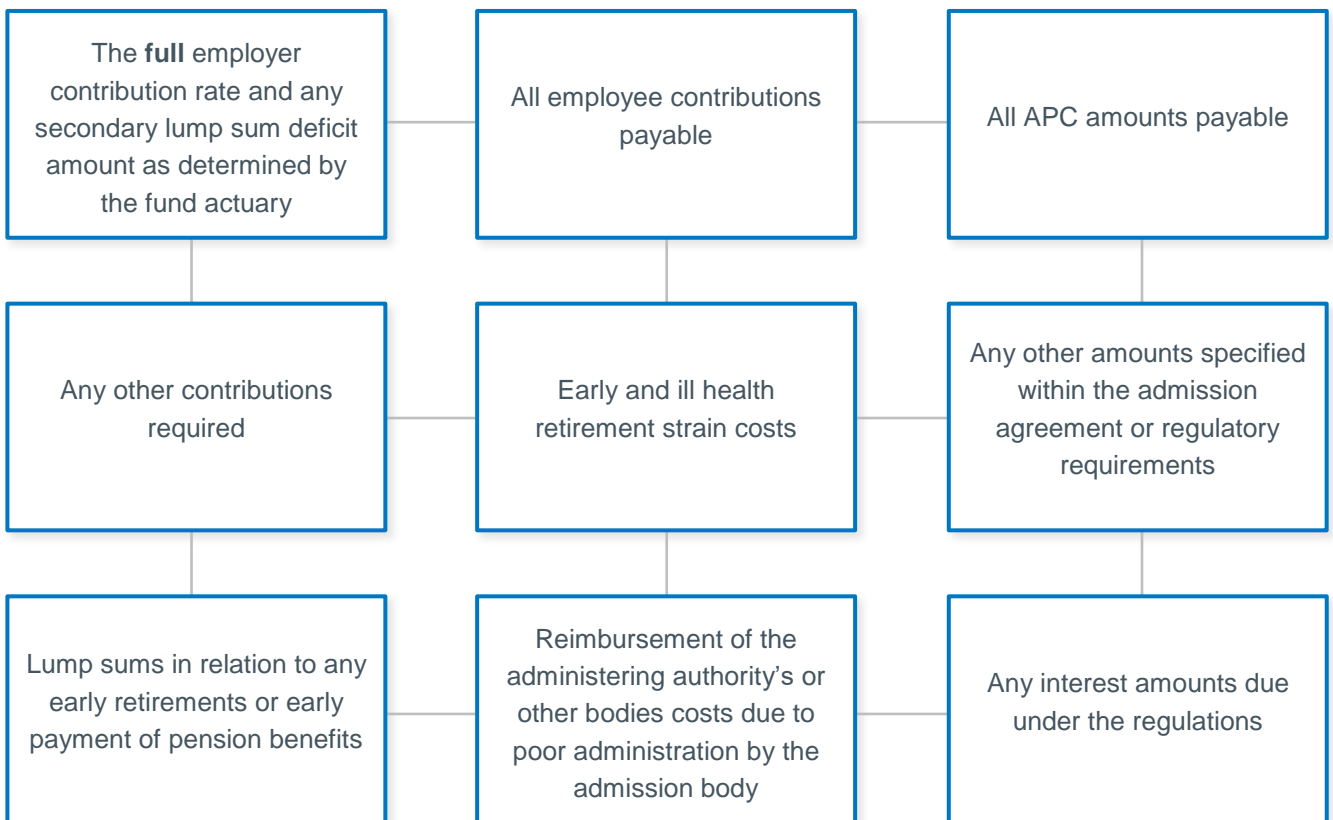 The full employer
contribution rate and any
secondary lump sum deficit
amount as determined by
the fund actuary
All employee contributions
payable
All APC amounts payable
Any other contributions
required
Early and ill health
retirement strain costs
Any other amounts specified
within the admission
agreement or regulatory
requirements
Lump sums in relation to any
early retirements or early
payment of pension benefits
Reimbursement of the
administering authority’s or
other bodies costs due to
poor administration by the
admission body
Any interest amounts due
under the regulations